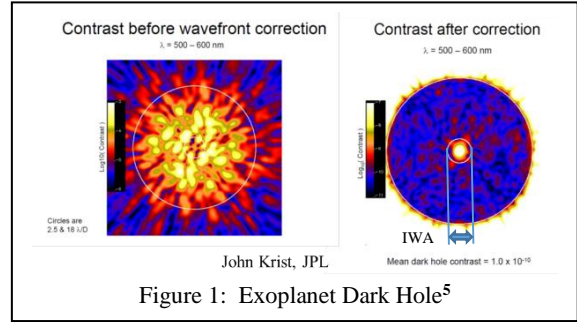 Contrast before wavefront correction
λ = 500 – 600 nm
Log10( Contrast )
Circles are
2.5 & 18 λ/D
Contrast after correction
λ = 500 – 600 nm
Log10( Contrast )
IWA
John Krist, JPL
Mean dark hole contrast = 1.0 x 10⁻¹⁰
Figure 1: Exoplanet Dark Hole⁵